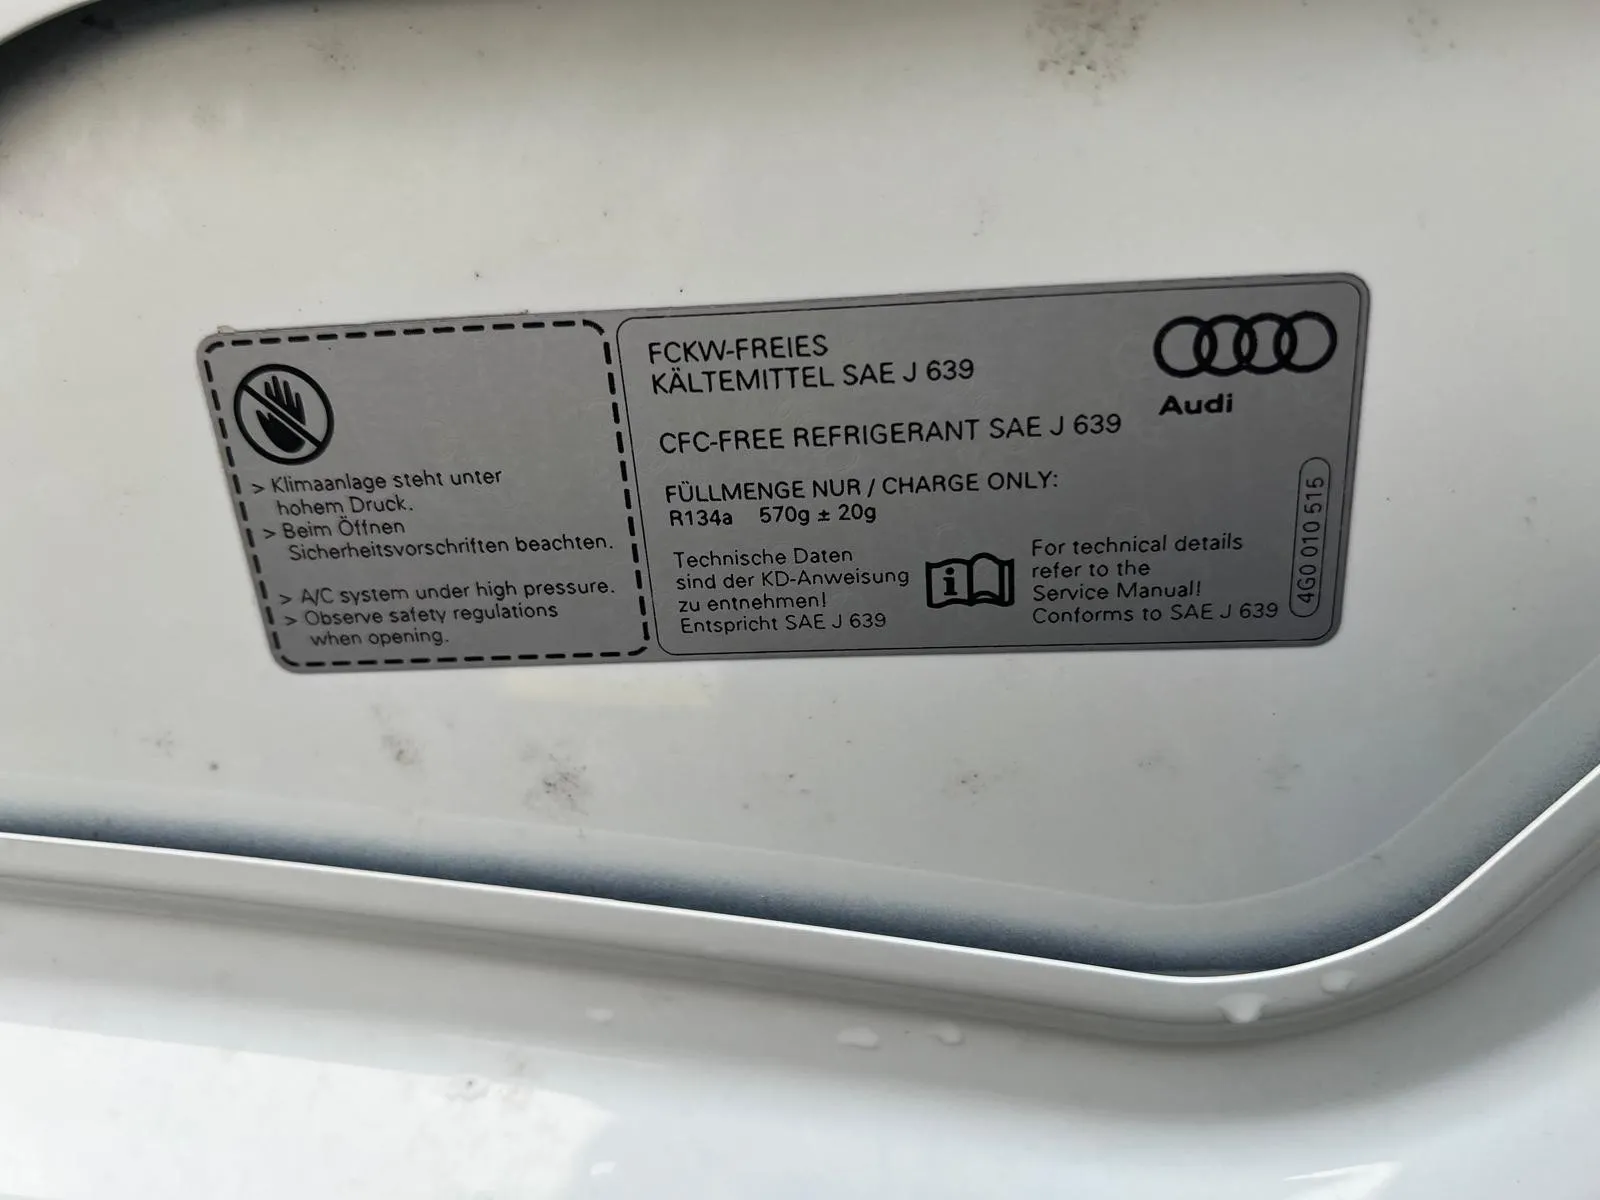 > Klimaanlage steht unter
hohem Druck.
> Beim Öffnen
Sicherheitsvorschriften beachten.
> A/C system under high pressure.
> Observe safety regulations
when opening.
FCKW-FREIES
KÄLTEMITTEL SAE J 639
CFC-FREE REFRIGERANT SAE J 639
Audi
FÜLLMENGE NUR / CHARGE ONLY:
R134a 570g ± 20g
Technische Daten
sind der KD-Anweisung
zu entnehmen!
Entspricht SAE J 639
i
For technical details
refer to the
Service Manual!
Conforms to SAE J 639
4G0 010 515